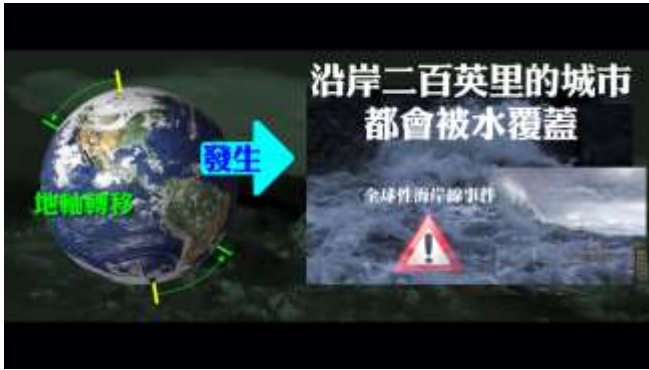 沿岸二百英里的城市
都會被水覆蓋
發生
地軸轉移
全球性海岸線事件